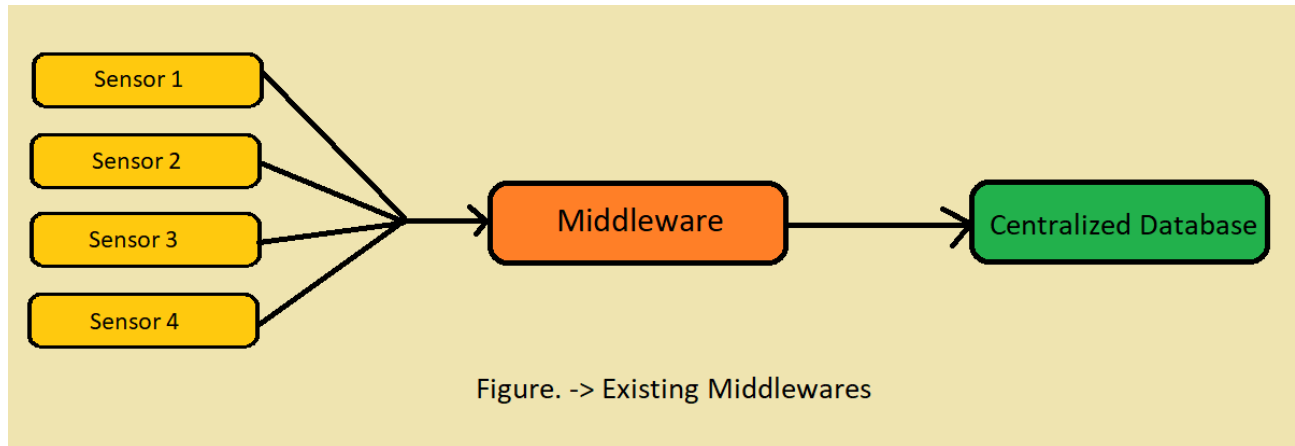 Sensor 1
Sensor 2
Sensor 3
Sensor 4
Middleware
Centralized Database
Figure. -> Existing Middlewares